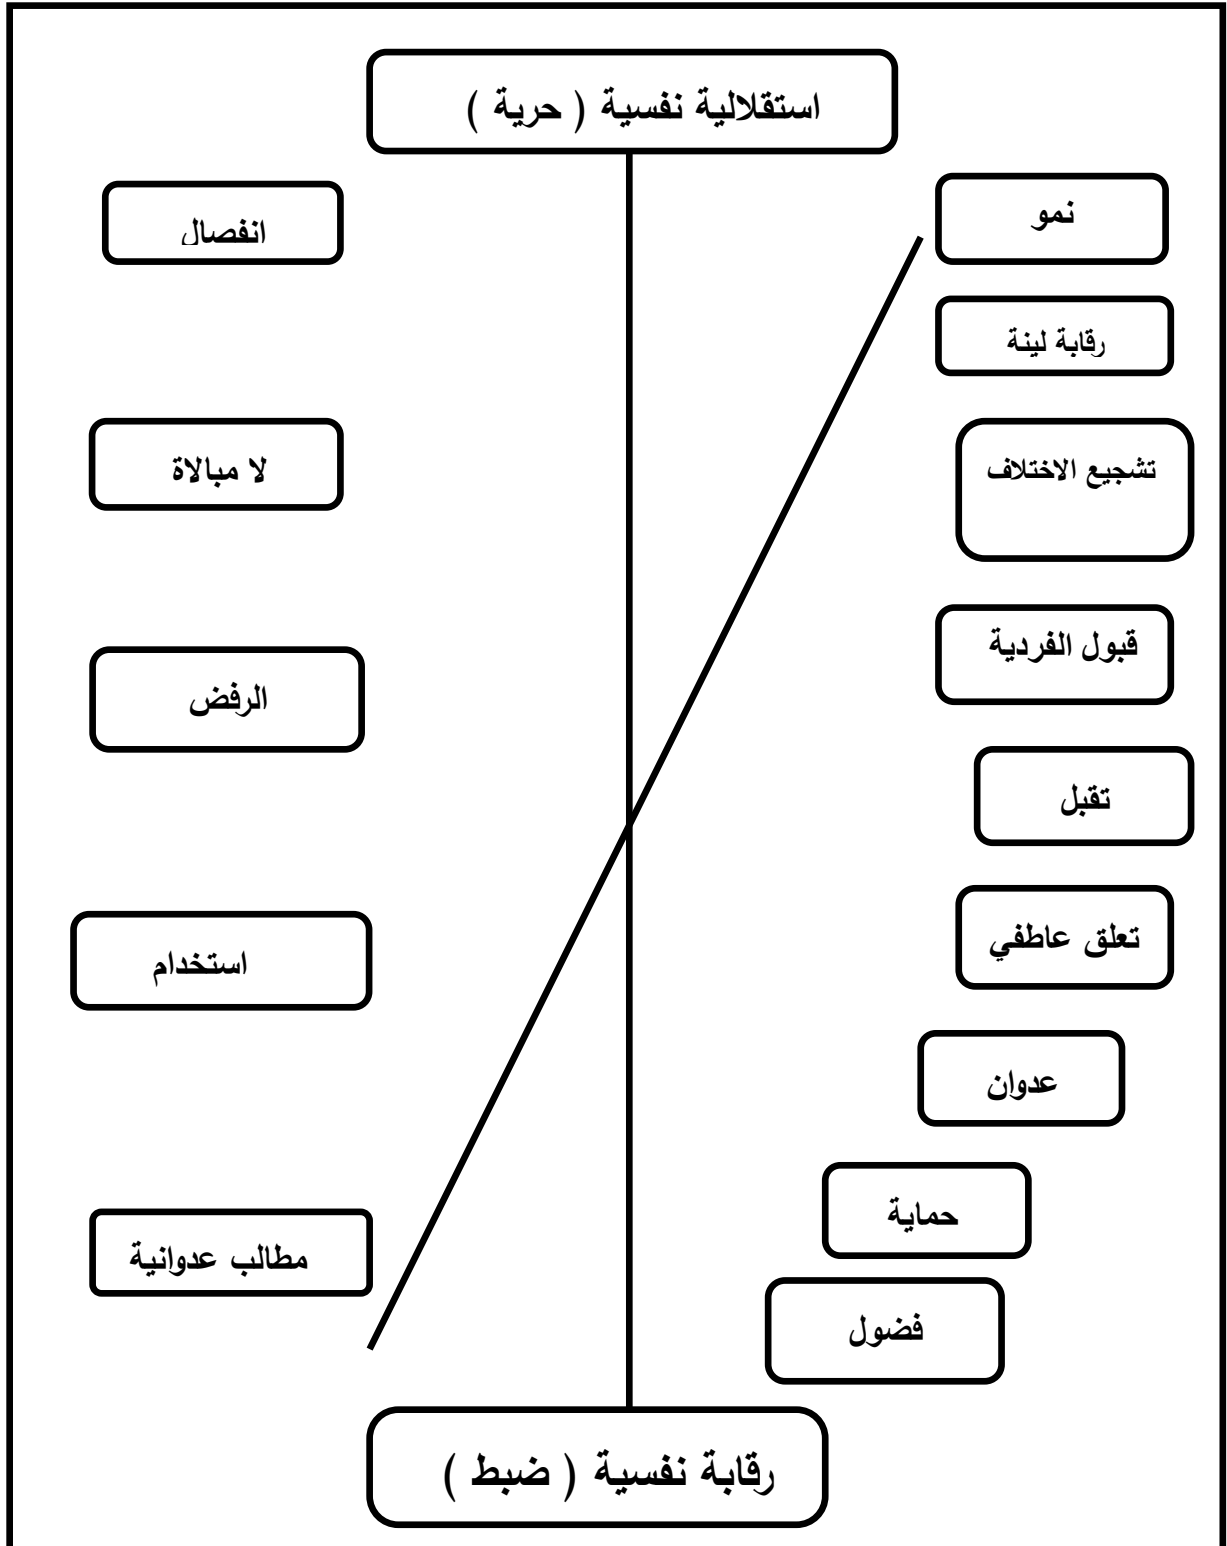 استقلالية نفسية ( حرية )
نمو
انفصال
رقابة لينة
تشجيع الاختلاف
لا مبالاة
قبول الفردية
الرفض
تقبل
تعلق عاطفي
استخدام
عدوان
حماية
مطالب عدوانية
فضول
رقابة نفسية ( ضبط )